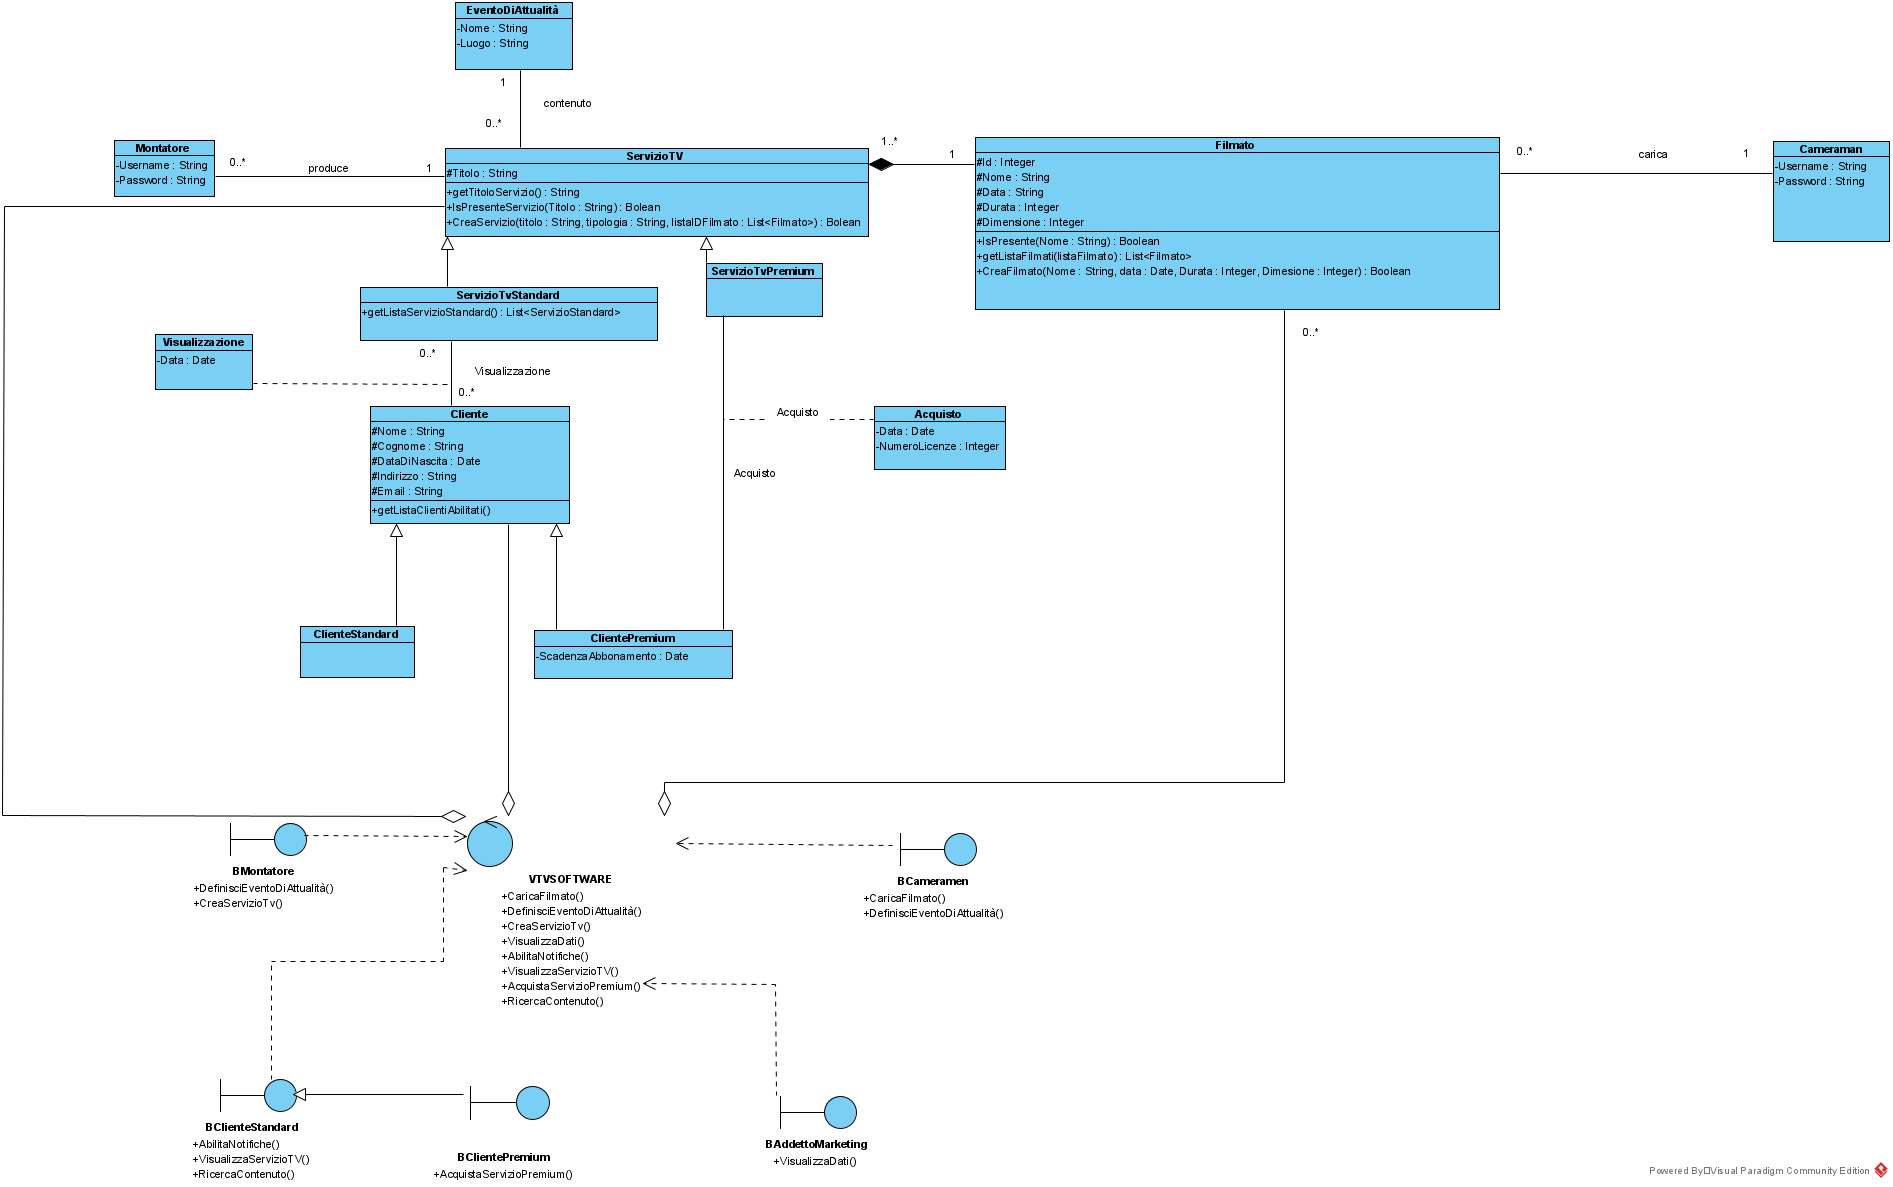 EventoDiAttualità
-Nome : String
-Luogo : String
1
contenuto
0..*
Montatore
-Username : String
-Password : String
0..*
produce
1
ServizioTV
#Titolo : String
+getTitoloServizio() : String
+IsPresenteServizio(Titolo : String) : Bolean
+CreaServizio(titolo : String, tipologia : String, listaIDFilmato : List<Filmato>) : Bolean
1..*
1
Filmato
#Id : Integer
#Nome : String
#Data : String
#Durata : Integer
#Dimensione : Integer
+IsPresente(Nome : String) : Boolean
+getListaFilmati(listaFilmato) : List<Filmato>
+CreaFilmato(Nome : String, data : Date, Durata : Integer, Dimesione : Integer) : Boolean
0..*
carica
1
Cameraman
-Username : String
-Password : String
ServizioTvPremium
ServizioTvStandard
+getListaServizioStandard() : List<ServizioStandard>
0..*
Visualizzazione
0..*
0..*
Visualizzazione
-Data : Date
Cliente
#Nome : String
#Cognome : String
#DataDiNascita : Date
#Indirizzo : String
#Email : String
+getListaClientiAbilitati()
Acquisto
Acquisto
-Data : Date
-NumeroLicenze : Integer
Acquisto
ClienteStandard
ClientePremium
-ScadenzaAbbonamento : Date
BMontatore
+DefinisciEventoDiAttualità()
+CreaServizioTv()
VTVSOFTWARE
+CaricaFilmato()
+DefinisciEventoDiAttualità()
+CreaServizioTv()
+VisualizzaDati()
+AbilitaNotifiche()
+VisualizzaServizioTV()
+AcquistaServizioPremium()
+RicercaContenuto()
BCameramen
+CaricaFilmato()
+DefinisciEventoDiAttualità()
BClienteStandard
+AbilitaNotifiche()
+VisualizzaServizioTV()
+RicercaContenuto()
BClientePremium
+AcquistaServizioPremium()
BAddettoMarketing
+VisualizzaDati()
Powered By Visual Paradigm Community Edition